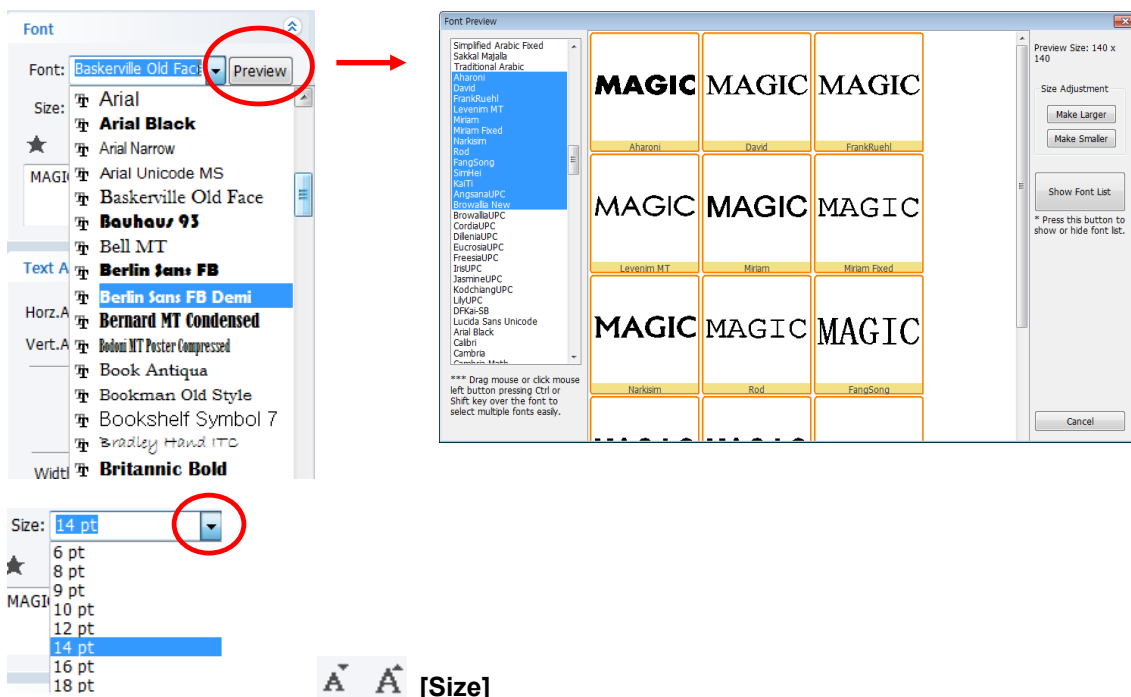 Font
Font: Baskerville Old Face Preview
Size:
Arial
Arial Black
Arial Narrow
Arial Unicode MS
Baskerville Old Face
Bauhaus 93
Bell MT
Berlin Sans FB
Berlin Sans FB Demi
Bernard MT Condensed
Bodoni MT Poster Compressed
Book Antiqua
Bookman Old Style
Bookshelf Symbol 7
Bradley Hand ITC
Britannic Bold
MAGI
Text A
Horz.A
Vert.A
Widt
Font Preview
Simplified Arabic Fixed
Sakkal Majalla
Traditional Arabic
Aharoni
David
FrankRuehl
Levenim MT
Miriam
Miriam Fixed
Narkisim
Rod
FangSong
SimHei
KaiTi
AngsanaUPC
Browalla New
BrowalliaUPC
CordiaUPC
DilleniaUPC
EucrosiaUPC
FreesiaUPC
IrisUPC
JasmineUPC
KodchiangUPC
LilyUPC
DFKai-SB
Lucida Sans Unicode
Arial Black
Calibri
Cambria
Cambria Math
*** Drag mouse or click mouse
left button pressing Ctrl or
Shift key over the font to
select multiple fonts easily.
MAGIC MAGIC MAGIC
Aharoni David FrankRuehl
MAGIC MAGIC MAGIC
Levenim MT Miriam Miriam Fixed
MAGIC MAGIC MAGIC
Narkisim Rod FangSong
Preview Size: 140 x
140
Size Adjustment
Make Larger
Make Smaller
Show Font List
* Press this button to
show or hide font list.
Cancel
Size: 14 pt
6 pt
8 pt
9 pt
10 pt
12 pt
14 pt
16 pt
18 pt
MAGI
A A [Size]